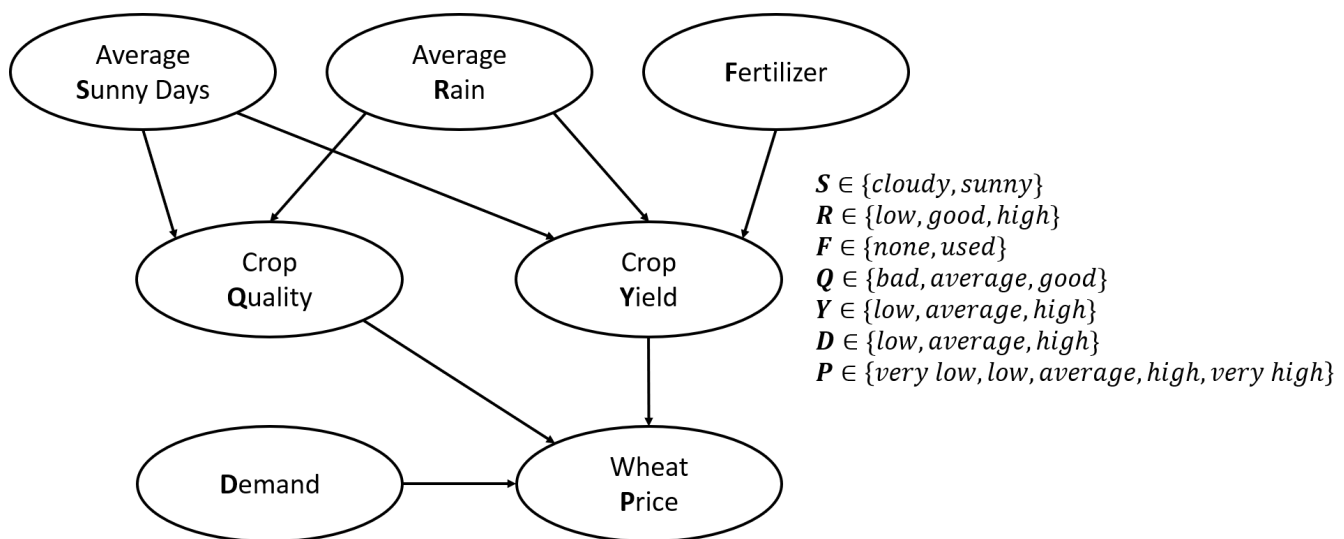 Average
Sunny Days
Average
Rain
Fertilizer
Crop
Quality
Crop
Yield
Demand
Wheat
Price
S ∈ {cloudy, sunny}
R ∈ {low, good, high}
F ∈ {none, used}
Q ∈ {bad, average, good}
Y ∈ {low, average, high}
D ∈ {low, average, high}
P ∈ {very low, low, average, high, very high}